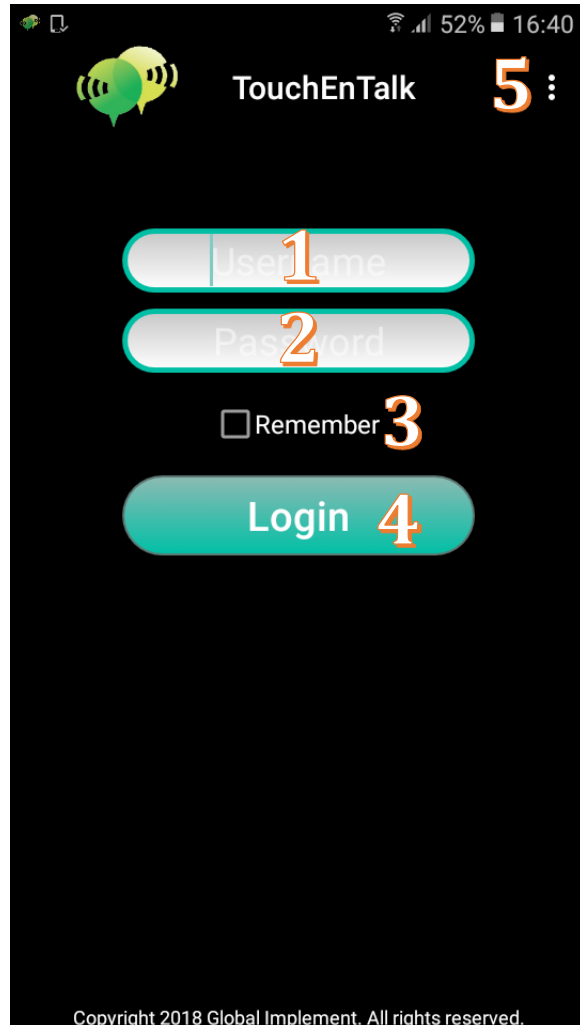 52% 16:40
TouchEnTalk 5
Username 1
Password 2
Remember 3
Login 4
Copyright 2018 Global Implement. All rights reserved.